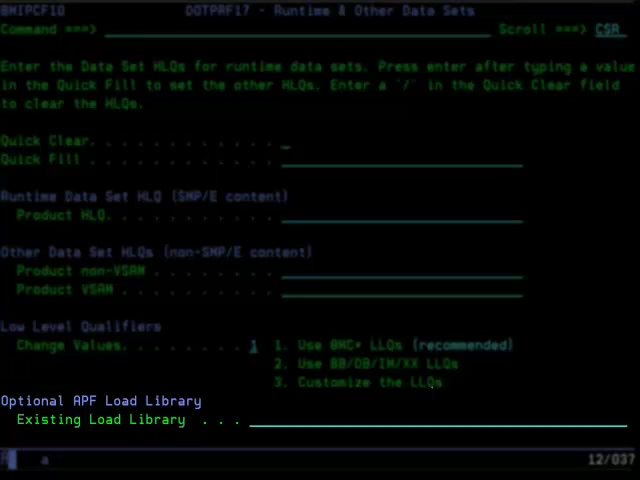 BMIPCF10 DOTPRF17 - Runtime & Other Data Sets
Command ===> Scroll ===> CSR
Enter the Data Set HLQs for runtime data sets. Press enter after typing a value
in the Quick Fill to set the other HLQs. Enter a "/" in the Quick Clear field
to clear the HLQs.
Quick Clear. . . . . . . . . . . . _
Quick Fill . . . . . . . . . . . .
Runtime Data Set HLQ (SMP/E content)
Product HLQ. . . . . . . . . . .
Other Data Set HLQs (non-SMP/E content)
Product non-VSAM . . . . . . . .
Product VSAM . . . . . . . . . .
Low Level Qualifiers
Change Values. . . . . . . . 1 1. Use BMC* LLQs (recommended)
2. Use BB/DB/IM/XX LLQs
3. Customize the LLQs
Optional APF Load Library
Existing Load Library . . .
a 12/037